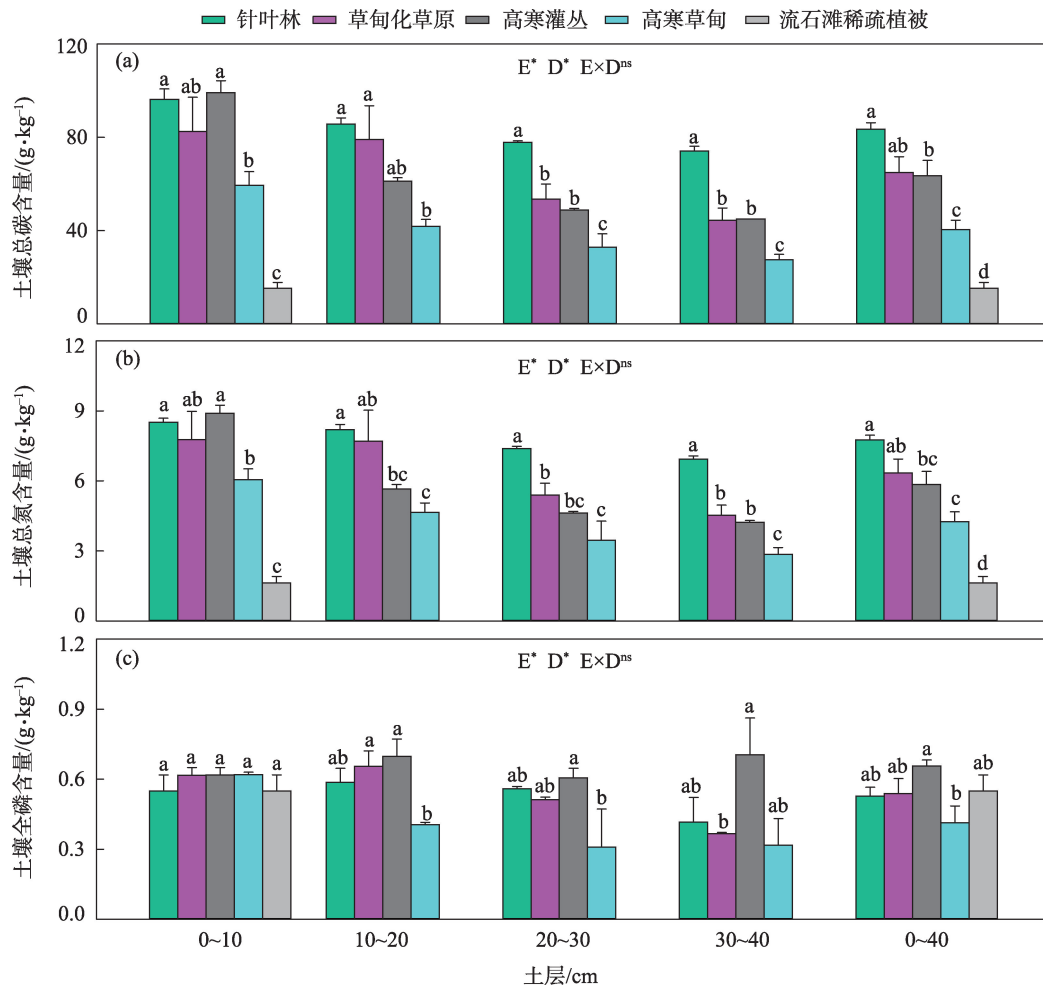 针叶林 草甸化草原 高寒灌丛 高寒草甸 流石滩稀疏植被
(a) E* D* E×Dⁿˢ
土壤总碳含量/(g·kg⁻¹)
120
80
40
0
a ab a b c
a a ab b
a b b c
a b b c
a ab b c d
(b) E* D* E×Dⁿˢ
土壤总氮含量/(g·kg⁻¹)
12
9
6
3
0
a ab a b c
a ab bc c
a b bc c
a b b c
a ab bc c d
(c) E* D* E×Dⁿˢ
土壤全磷含量/(g·kg⁻¹)
1.2
0.9
0.6
0.3
0.0
a a a a a
ab a a b
ab ab a b
ab b a ab
ab ab a b ab
0~10 10~20 20~30 30~40 0~40
土层/cm